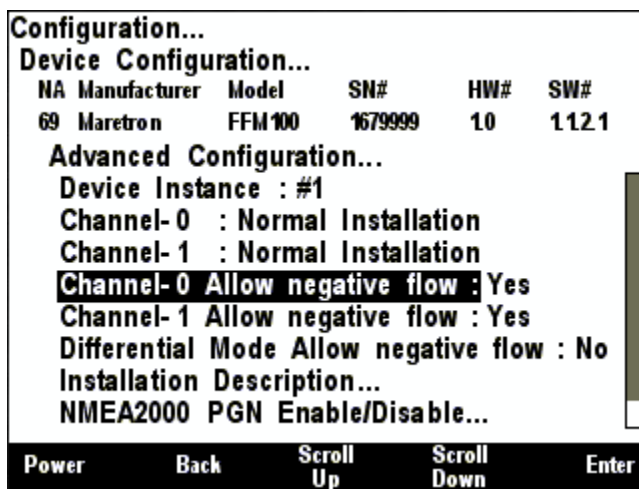 Configuration...
Device Configuration...
NA Manufacturer Model SN# HW# SW#
69 Maretron FFM100 1679999 1.0 1.1.2.1
Advanced Configuration...
Device Instance : #1
Channel-0 : Normal Installation
Channel-1 : Normal Installation
Channel-0 Allow negative flow : Yes
Channel-1 Allow negative flow : Yes
Differential Mode Allow negative flow : No
Installation Description...
NMEA2000 PGN Enable/Disable...
Power Back Scroll Up Scroll Down Enter